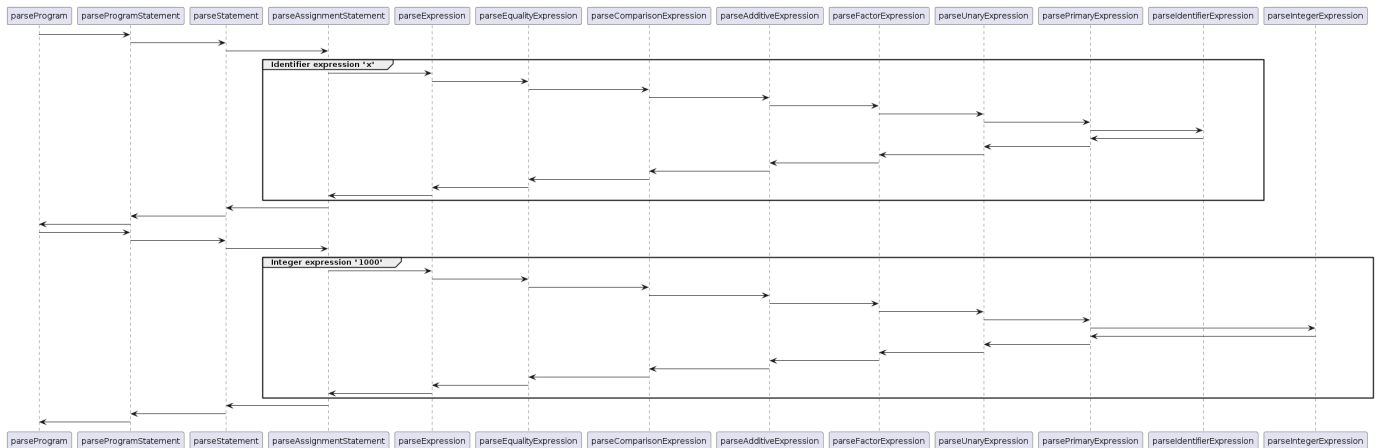 parseProgram parseProgramStatement parseStatement parseAssignmentStatement parseExpression parseEqualityExpression parseComparisonExpression parseAdditiveExpression parseFactorExpression parseUnaryExpression parsePrimaryExpression parseIdentifierExpression parseIntegerExpression
Identifier expression "x"
Integer expression "1000"
parseProgram parseProgramStatement parseStatement parseAssignmentStatement parseExpression parseEqualityExpression parseComparisonExpression parseAdditiveExpression parseFactorExpression parseUnaryExpression parsePrimaryExpression parseIdentifierExpression parseIntegerExpression